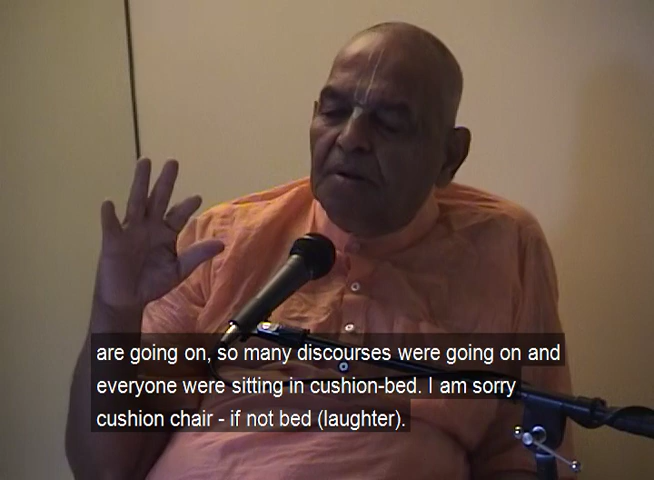 are going on, so many discourses were going on and
everyone were sitting in cushion-bed. I am sorry
cushion chair - if not bed (laughter).